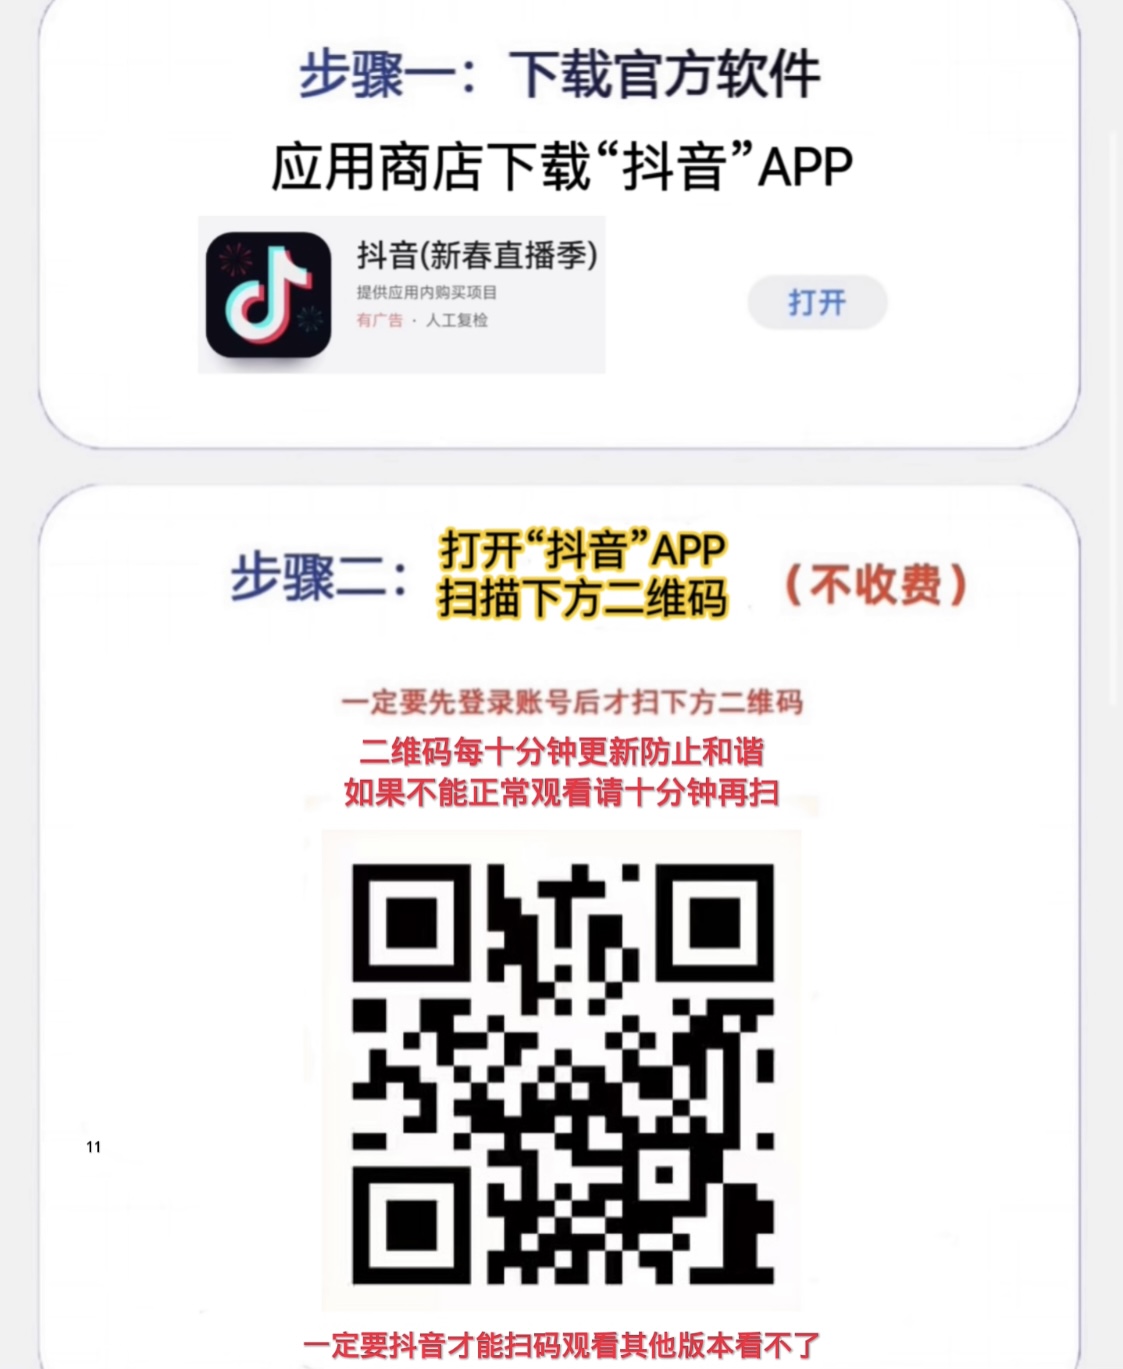 步骤一：下载官方软件
应用商店下载“抖音”APP
抖音(新春直播季)
提供应用内购买项目
有广告 · 人工复检
打开
步骤二：
打开“抖音”APP
扫描下方二维码
（不收费）
一定要先登录账号后才扫下方二维码
二维码每十分钟更新防止和谐
如果不能正常观看请十分钟再扫
11
一定要抖音才能扫码观看其他版本看不了